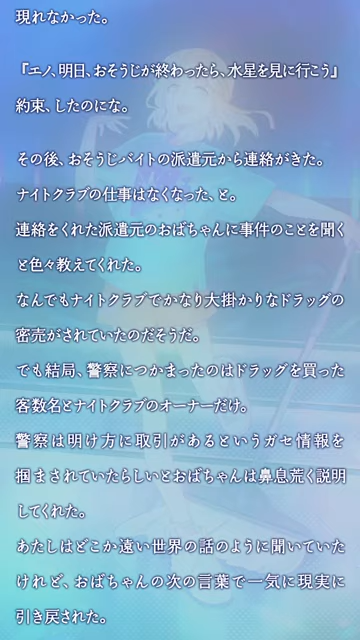 現れなかった。
『エノ、明日、おそうじが終わったら、水星を見に行こう』
約束、したのにな。
その後、おそうじバイトの派遣元から連絡がきた。
ナイトクラブの仕事はなくなった、と。
連絡をくれた派遣元のおばちゃんに事件のことを聞く
と色々教えてくれた。
なんでもナイトクラブでかなり大掛かりなドラッグの
密売がされていたのだそうだ。
でも結局、警察につかまったのはドラッグを買った
客数名とナイトクラブのオーナーだけ。
警察は明け方に取引があるというガセ情報を
掴まされていたらしいとおばちゃんは鼻息荒く説明
してくれた。
あたしはどこか遠い世界の話のように聞いていた
けれど、おばちゃんの次の言葉で一気に現実に
引き戻された。